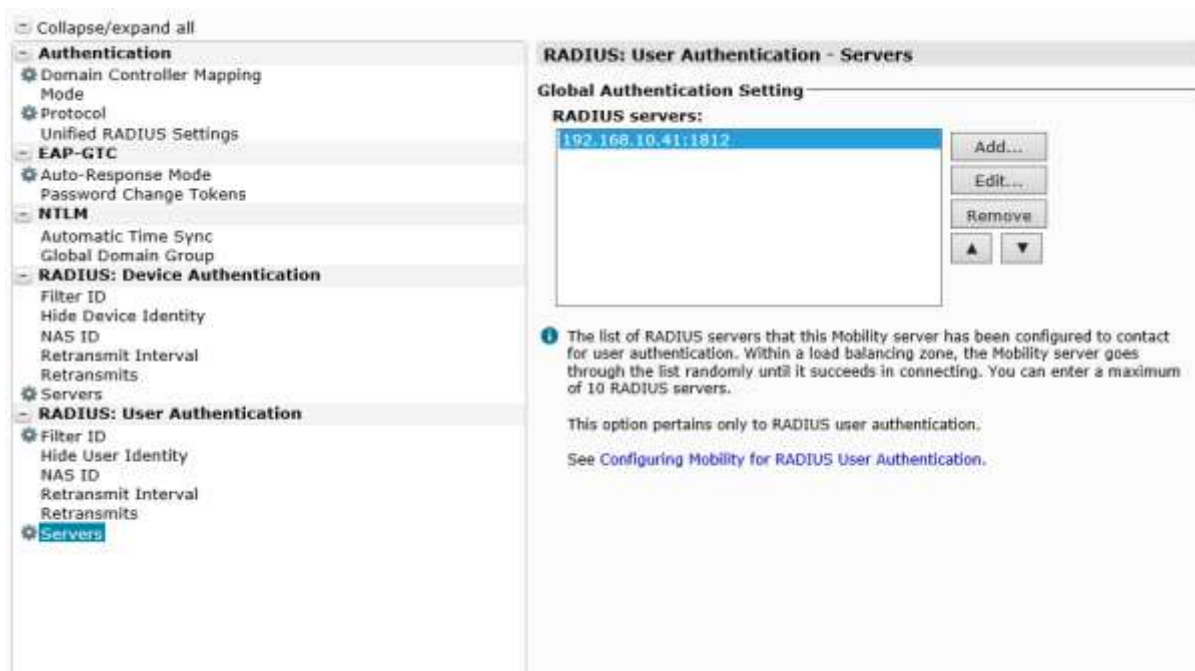 Collapse/expand all
Authentication
Domain Controller Mapping
Mode
Protocol
Unified RADIUS Settings
EAP-GTC
Auto-Response Mode
Password Change Tokens
NTLM
Automatic Time Sync
Global Domain Group
RADIUS: Device Authentication
Filter ID
Hide Device Identity
NAS ID
Retransmit Interval
Retransmits
Servers
RADIUS: User Authentication
Filter ID
Hide User Identity
NAS ID
Retransmit Interval
Retransmits
Servers
RADIUS: User Authentication - Servers
Global Authentication Setting
RADIUS servers:
192.168.10.41:1812
Add...
Edit...
Remove
The list of RADIUS servers that this Mobility server has been configured to contact
for user authentication. Within a load balancing zone, the Mobility server goes
through the list randomly until it succeeds in connecting. You can enter a maximum
of 10 RADIUS servers.
This option pertains only to RADIUS user authentication.
See Configuring Mobility for RADIUS User Authentication.